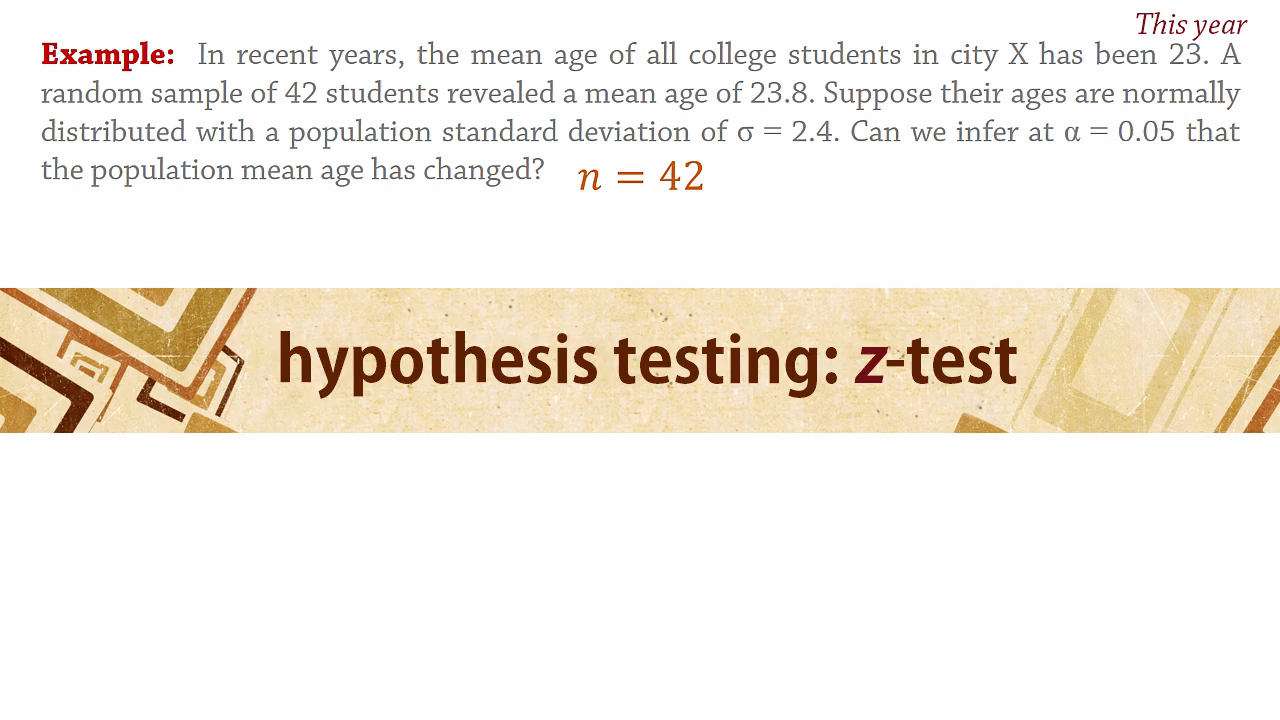 This year
Example: In recent years, the mean age of all college students in city X has been 23. A
random sample of 42 students revealed a mean age of 23.8. Suppose their ages are normally
distributed with a population standard deviation of σ = 2.4. Can we infer at α = 0.05 that
the population mean age has changed? n = 42
hypothesis testing: z-test